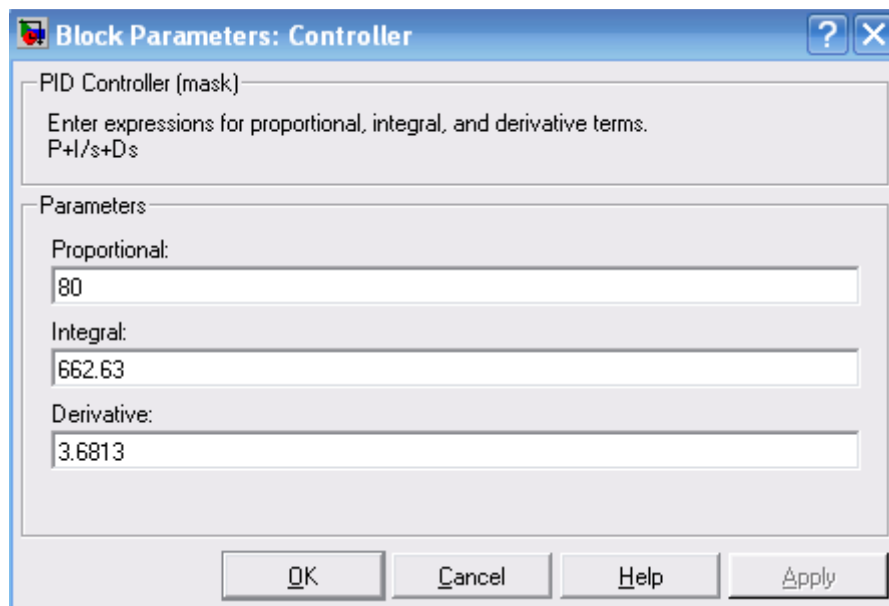 Block Parameters: Controller
PID Controller (mask)
Enter expressions for proportional, integral, and derivative terms.
P+I/s+Ds
Parameters
Proportional:
80
Integral:
662.63
Derivative:
3.6813
OK Cancel Help Apply